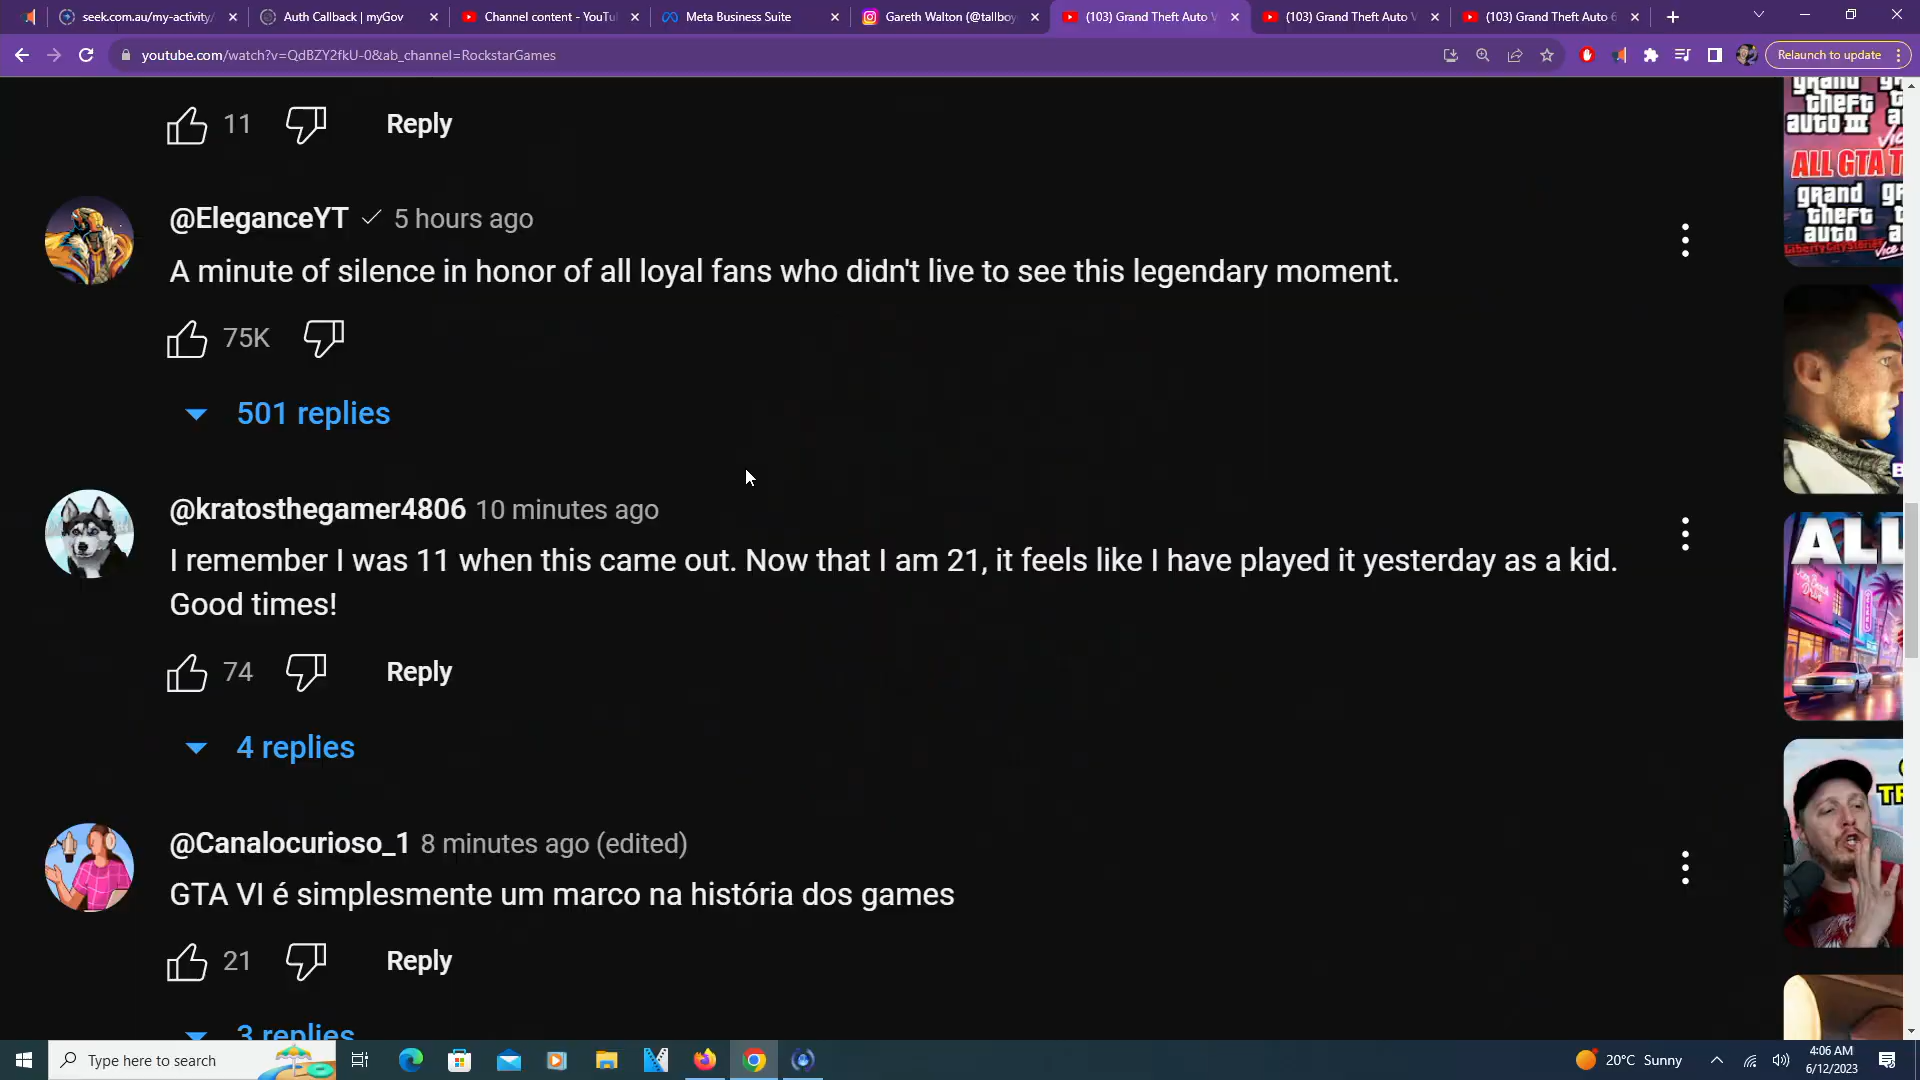 seek.com.au/my-activity/
Auth Callback | myGov
Channel content - YouTu
Meta Business Suite
Gareth Walton (@tallboy
(103) Grand Theft Auto V
(103) Grand Theft Auto V
(103) Grand Theft Auto 6
youtube.com/watch?v=QdBZY2fkU-0&ab_channel=RockstarGames
Relaunch to update
11 Reply
@EleganceYT 5 hours ago
A minute of silence in honor of all loyal fans who didn't live to see this legendary moment.
75K
501 replies
@kratosthegamer4806 10 minutes ago
I remember I was 11 when this came out. Now that I am 21, it feels like I have played it yesterday as a kid.
Good times!
74 Reply
4 replies
@Canalocurioso_1 8 minutes ago (edited)
GTA VI é simplesmente um marco na história dos games
21 Reply
3 replies
grand
theft
auto III
ALL GTA T
grand
theft
auto
ALL
Type here to search
20°C Sunny
4:06 AM
6/12/2023